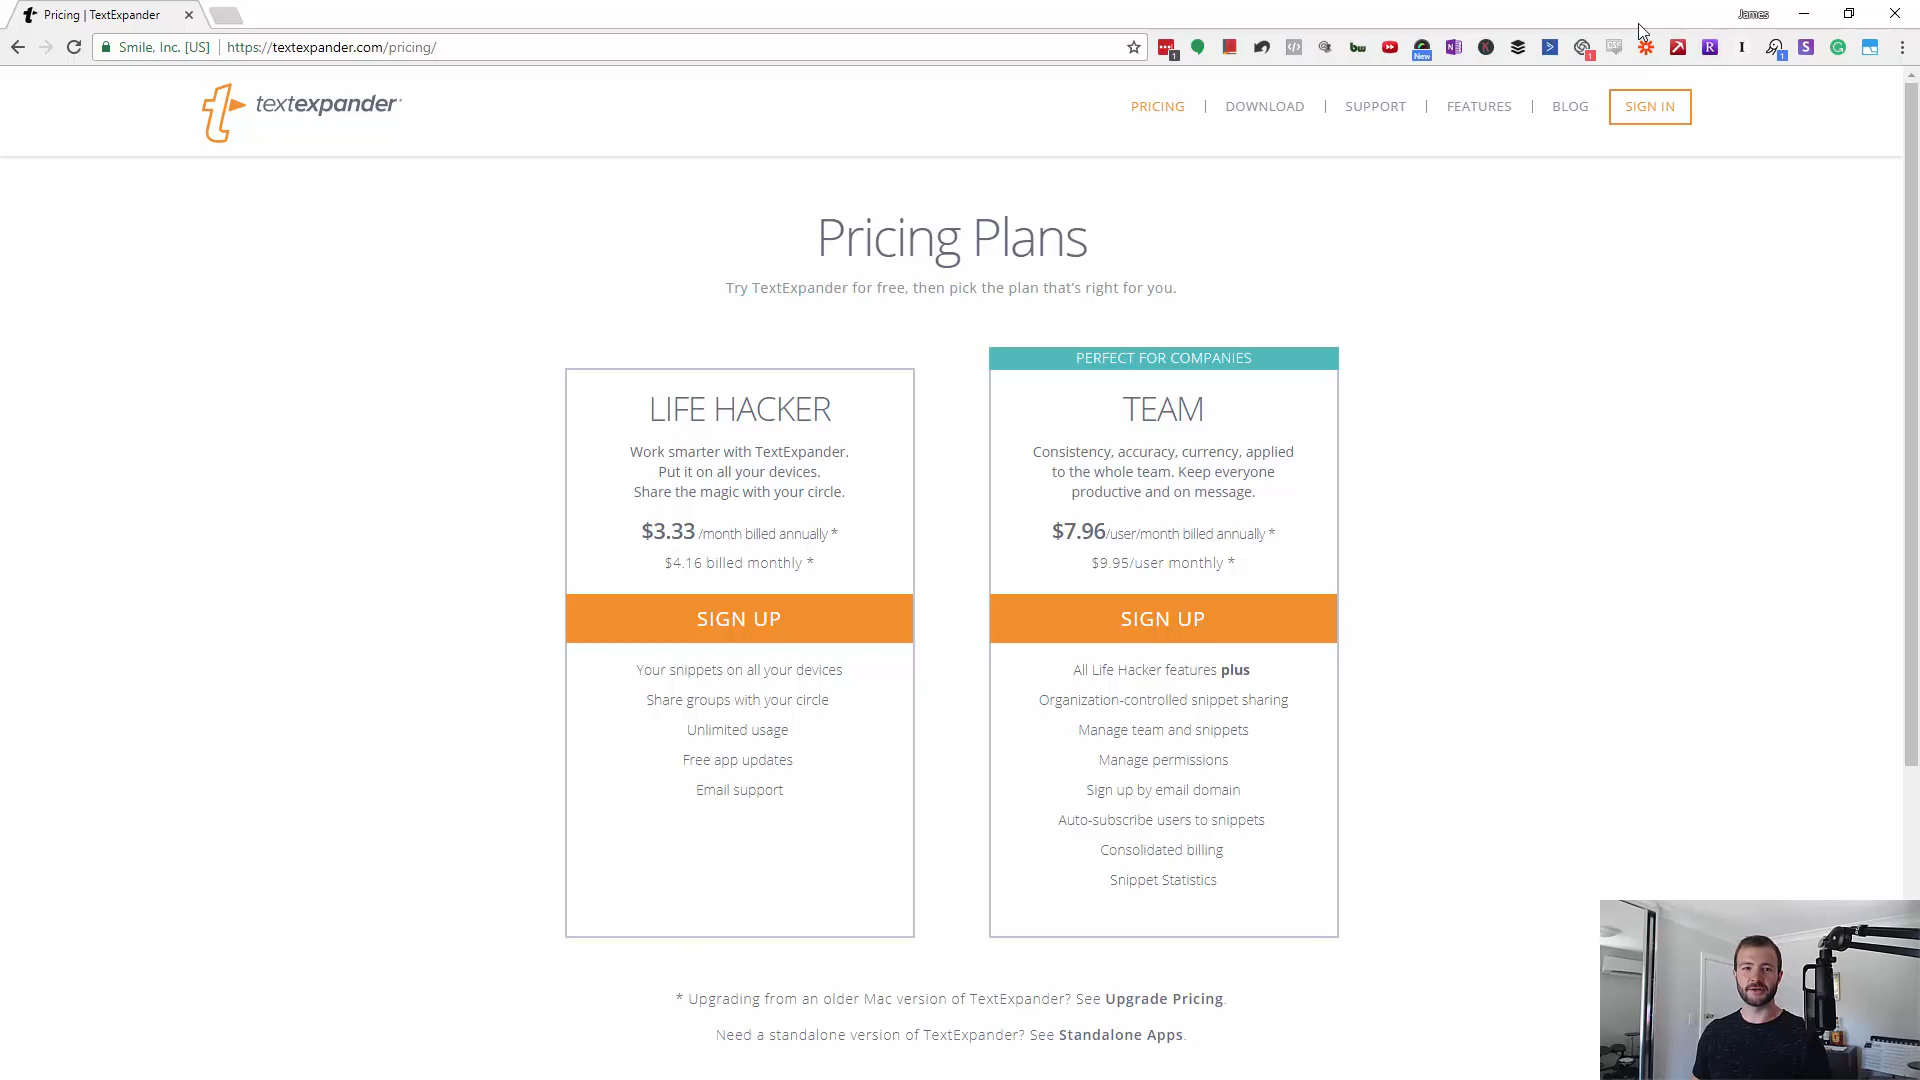 Pricing | TextExpander
James
Smile, Inc. [US]
https://textexpander.com/pricing/
1
New
1
1
textexpander
PRICING
DOWNLOAD
SUPPORT
FEATURES
BLOG
SIGN IN
Pricing Plans
Try TextExpander for free, then pick the plan that's right for you.
LIFE HACKER
Work smarter with TextExpander.
Put it on all your devices.
Share the magic with your circle.
$3.33 /month billed annually *
$4.16 billed monthly *
SIGN UP
Your snippets on all your devices
Share groups with your circle
Unlimited usage
Free app updates
Email support
PERFECT FOR COMPANIES
TEAM
Consistency, accuracy, currency, applied
to the whole team. Keep everyone
productive and on message.
$7.96/user/month billed annually *
$9.95/user monthly *
SIGN UP
All Life Hacker features plus
Organization-controlled snippet sharing
Manage team and snippets
Manage permissions
Sign up by email domain
Auto-subscribe users to snippets
Consolidated billing
Snippet Statistics
* Upgrading from an older Mac version of TextExpander? See Upgrade Pricing.
Need a standalone version of TextExpander? See Standalone Apps.